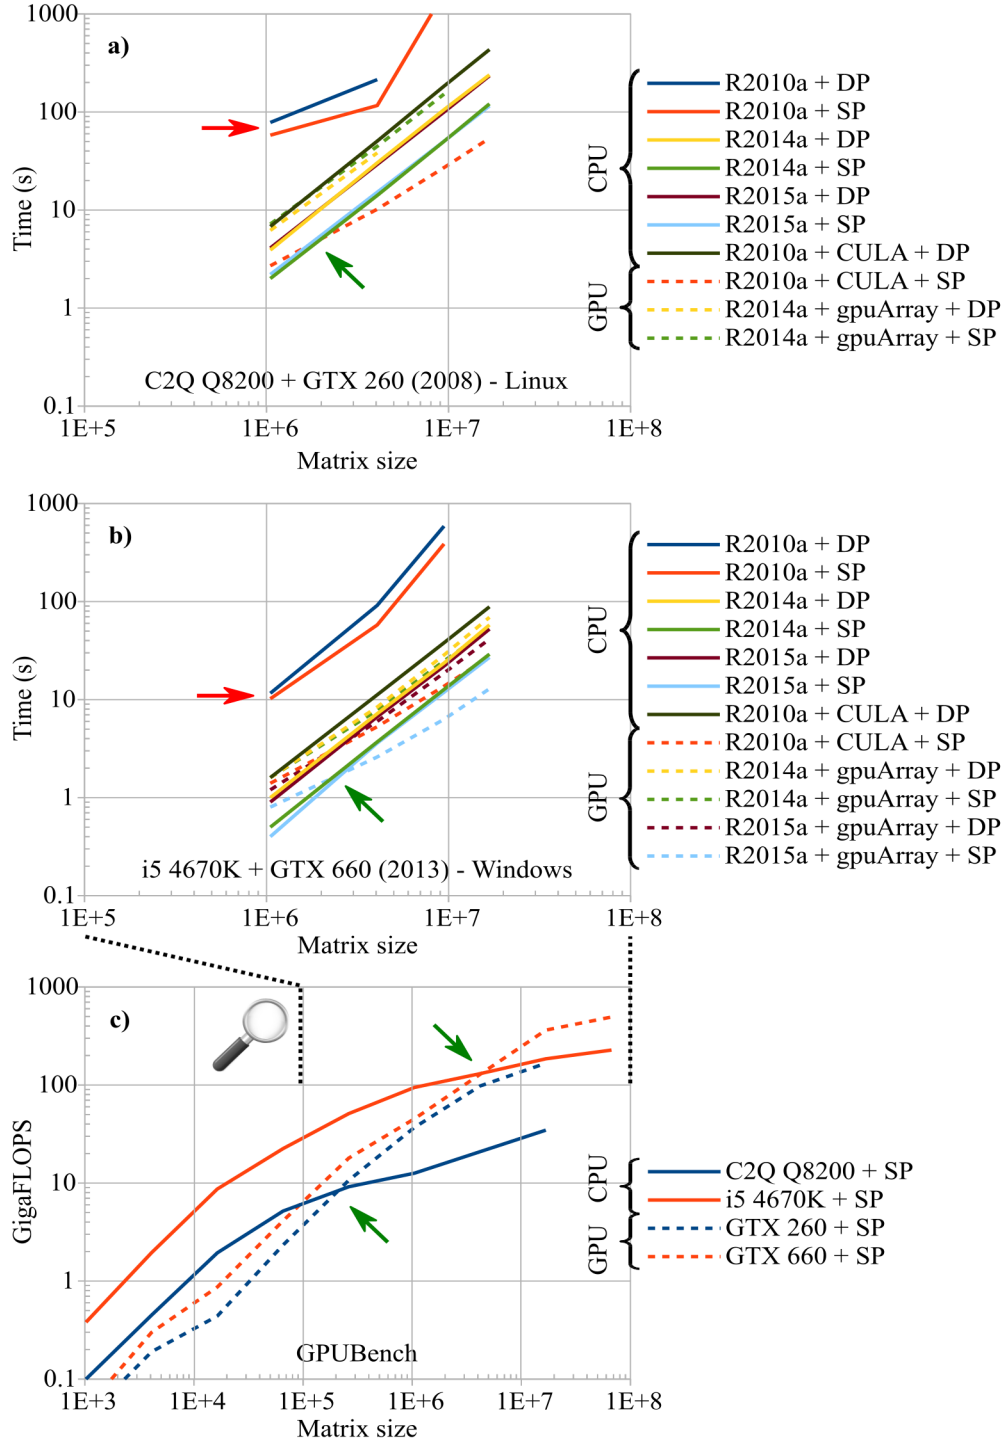 1000
a)
100
10
1
0.1
Time (s)
C2Q Q8200 + GTX 260 (2008) - Linux
1E+5 1E+6 1E+7 1E+8
Matrix size
CPU
GPU
R2010a + DP
R2010a + SP
R2014a + DP
R2014a + SP
R2015a + DP
R2015a + SP
R2010a + CULA + DP
R2010a + CULA + SP
R2014a + gpuArray + DP
R2014a + gpuArray + SP
1000
b)
100
10
1
0.1
Time (s)
i5 4670K + GTX 660 (2013) - Windows
1E+5 1E+6 1E+7 1E+8
Matrix size
CPU
GPU
R2010a + DP
R2010a + SP
R2014a + DP
R2014a + SP
R2015a + DP
R2015a + SP
R2010a + CULA + DP
R2010a + CULA + SP
R2014a + gpuArray + DP
R2014a + gpuArray + SP
R2015a + gpuArray + DP
R2015a + gpuArray + SP
1000
c)
100
10
1
0.1
GigaFLOPS
GPUBench
1E+3 1E+4 1E+5 1E+6 1E+7 1E+8
Matrix size
CPU
GPU
C2Q Q8200 + SP
i5 4670K + SP
GTX 260 + SP
GTX 660 + SP